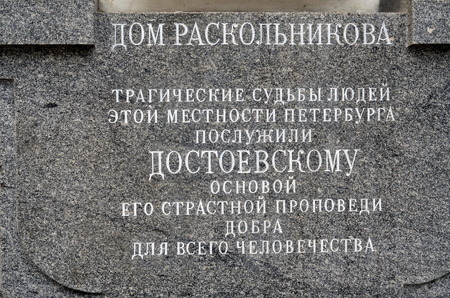 ДОМ РАСКОЛЬНИКОВА
ТРАГИЧЕСКИЕ СУДЬБЫ ЛЮДЕЙ
ЭТОЙ МЕСТНОСТИ ПЕТЕРБУРГА
ПОСЛУЖИЛИ
ДОСТОЕВСКОМУ
ОСНОВОЙ
ЕГО СТРАСТНОЙ ПРОПОВЕДИ
ДОБРА
ДЛЯ ВСЕГО ЧЕЛОВЕЧЕСТВА